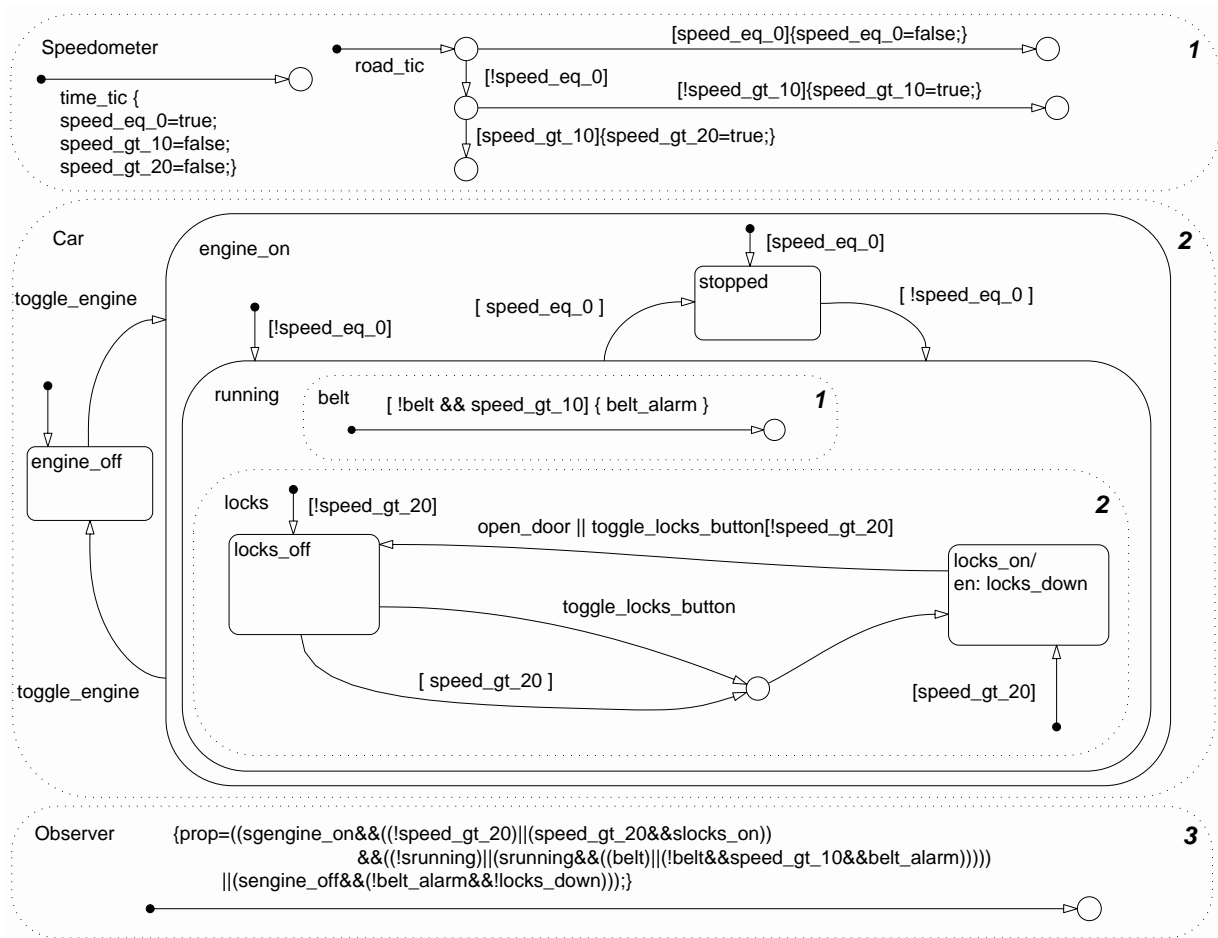 Speedometer
[speed_eq_0]{speed_eq_0=false;}
1
road_tic
[!speed_eq_0]
time_tic {
speed_eq_0=true;
speed_gt_10=false;
speed_gt_20=false;}
[!speed_gt_10]{speed_gt_10=true;}
[speed_gt_10]{speed_gt_20=true;}
Car
2
engine_on
[speed_eq_0]
stopped
toggle_engine
[ speed_eq_0 ]
[ !speed_eq_0 ]
[!speed_eq_0]
running
belt
[ !belt && speed_gt_10] { belt_alarm }
1
engine_off
locks
[!speed_gt_20]
2
open_door || toggle_locks_button[!speed_gt_20]
locks_off
locks_on/
en: locks_down
toggle_locks_button
[ speed_gt_20 ]
[speed_gt_20]
toggle_engine
Observer
{prop=((sgengine_on&&((!speed_gt_20)||(speed_gt_20&&slocks_on))
&&((!srunning)||(srunning&&((belt)||(!belt&&speed_gt_10&&belt_alarm)))))
||(sengine_off&&(!belt_alarm&&!locks_down)));}
3